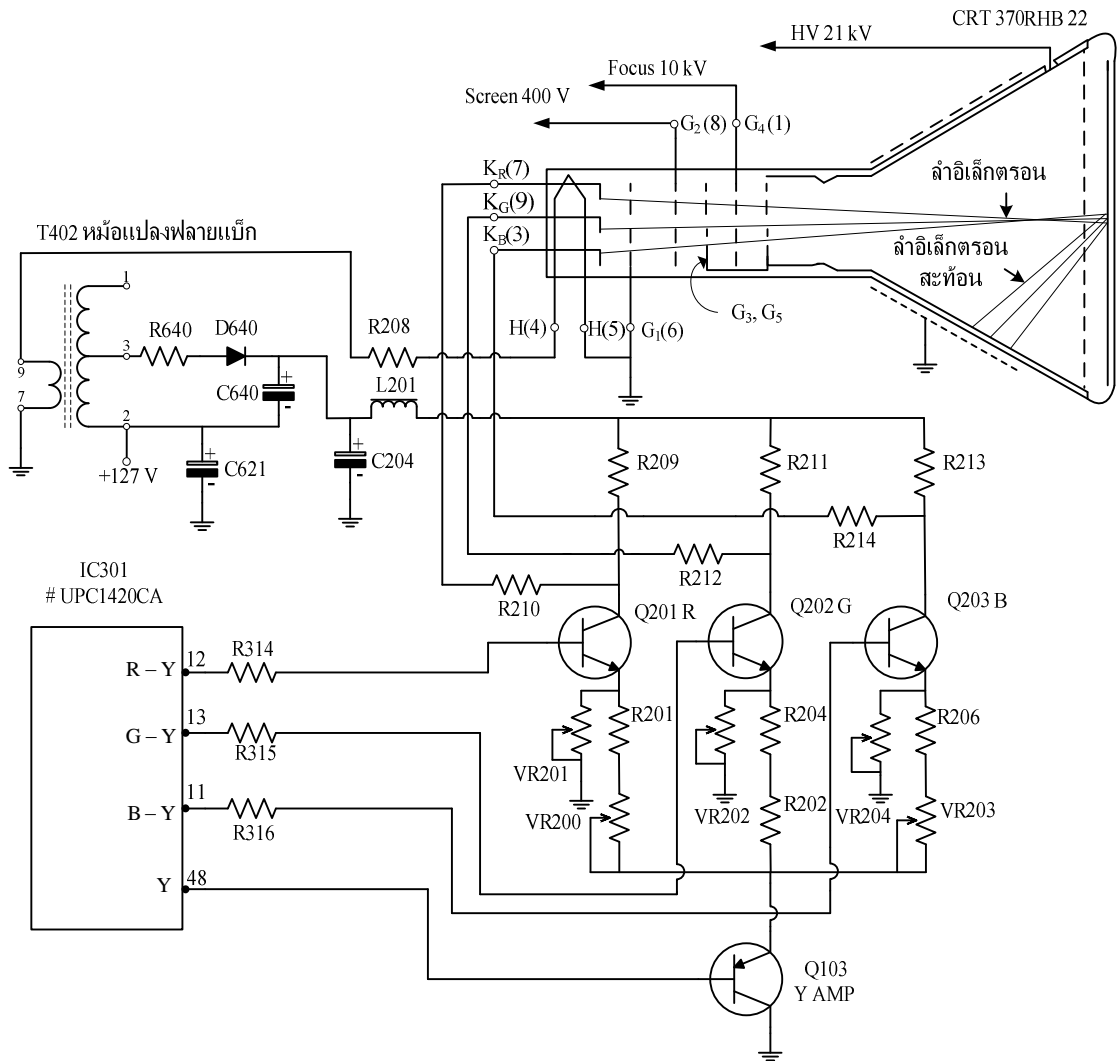 CRT 370RHB 22
HV 21 kV
Focus 10 kV
Screen 400 V
G2(8)
G4(1)
KR(7)
KG(9)
KB(3)
ลำอิเล็กตรอน
ลำอิเล็กตรอน
สะท้อน
T402 หม้อแปลงฟลายแบ็ก
1
R640
D640
3
9
7
2
C640
+
-
+127 V
C621
+
-
R208
H(4)
H(5)
G1(6)
G3, G5
L201
C204
+
-
R209
R211
R213
R214
R212
R210
IC301
# UPC1420CA
Q201 R
Q202 G
Q203 B
R – Y
12
R314
G – Y
13
R315
B – Y
11
R316
Y
48
R201
R204
R206
VR201
VR202
VR204
VR200
R202
VR203
Q103
Y AMP